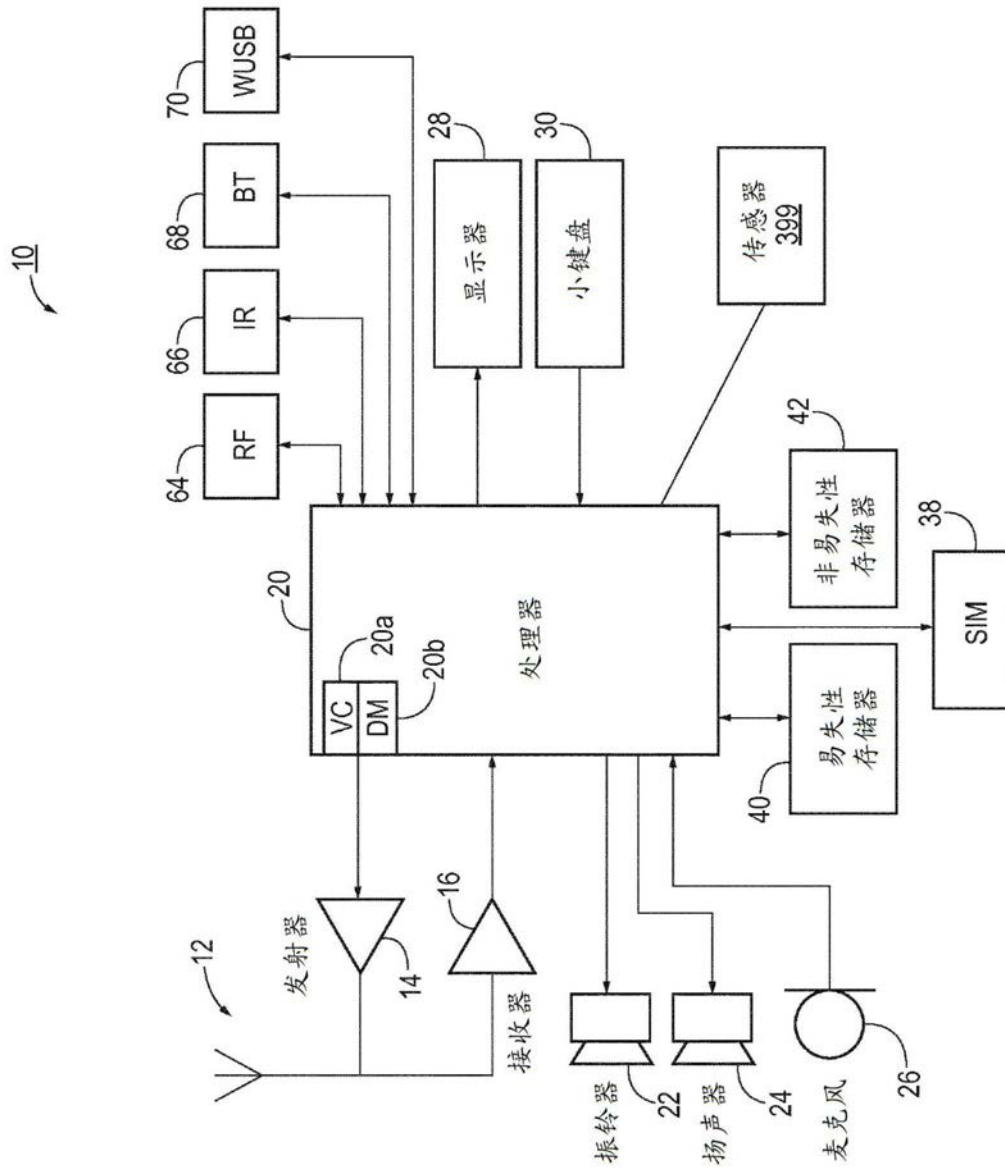 10
12
发射器
14
16
接收器
振铃器
22
扬声器
24
麦克风
26
20
VC
20a
DM
20b
处理器
64
RF
66
IR
68
BT
70
WUSB
28
显示器
30
小键盘
传感器
399
40
易失性
存储器
42
非易失性
存储器
38
SIM